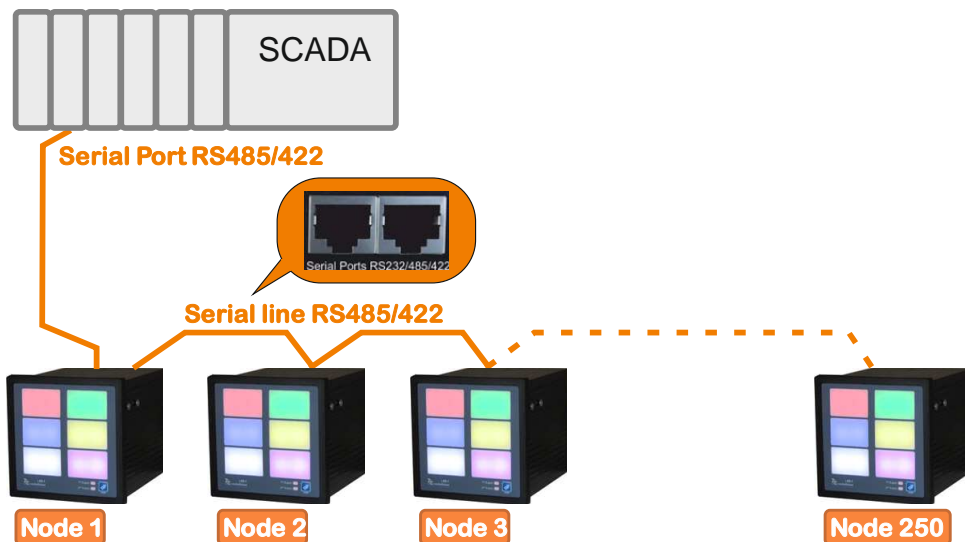 SCADA
Serial Port RS485/422
Serial Ports RS232/485/422
Serial line RS485/422
Node 1
Node 2
Node 3
Node 250